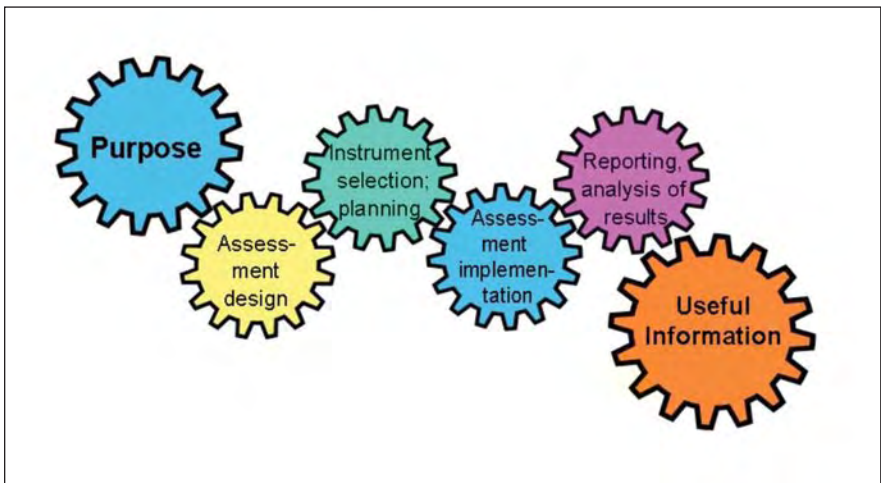 Purpose
Assess-
ment
design
Instrument
selection;
planning
Assess-
ment
implemen-
tation
Reporting,
analysis of
results
Useful
Information